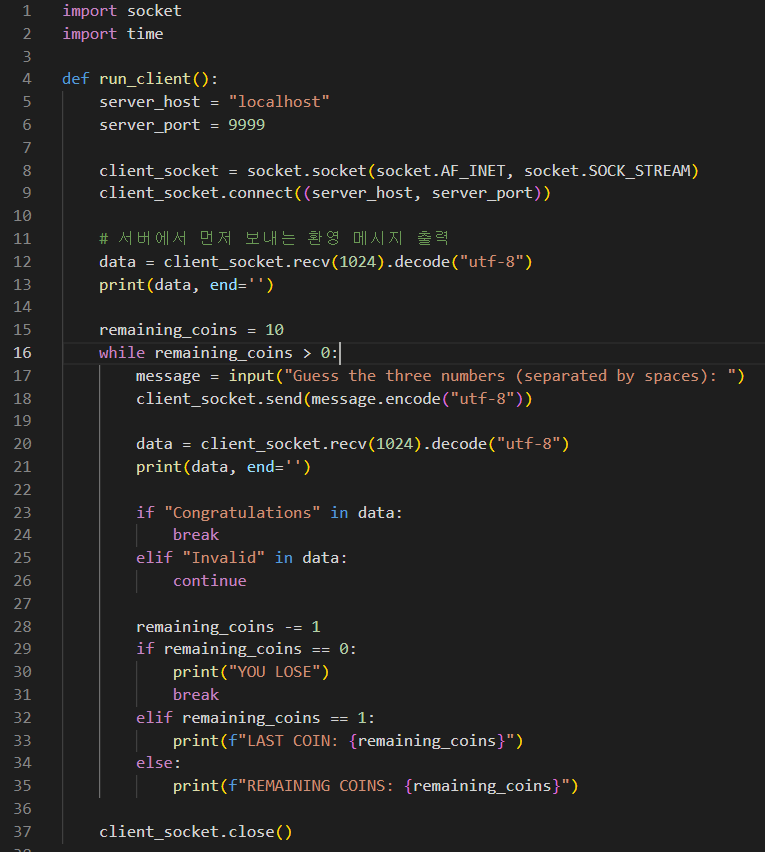 1 import socket
2 import time
3
4 def run_client():
5     server_host = "localhost"
6     server_port = 9999
7
8     client_socket = socket.socket(socket.AF_INET, socket.SOCK_STREAM)
9     client_socket.connect((server_host, server_port))
10
11     # 서버에서 먼저 보내는 환영 메시지 출력
12     data = client_socket.recv(1024).decode("utf-8")
13     print(data, end='')
14
15     remaining_coins = 10
16     while remaining_coins > 0:
17         message = input("Guess the three numbers (separated by spaces): ")
18         client_socket.send(message.encode("utf-8"))
19
20         data = client_socket.recv(1024).decode("utf-8")
21         print(data, end='')
22
23         if "Congratulations" in data:
24             break
25         elif "Invalid" in data:
26             continue
27
28         remaining_coins -= 1
29         if remaining_coins == 0:
30             print("YOU LOSE")
31             break
32         elif remaining_coins == 1:
33             print(f"LAST COIN: {remaining_coins}")
34         else:
35             print(f"REMAINING COINS: {remaining_coins}")
36
37     client_socket.close()
38